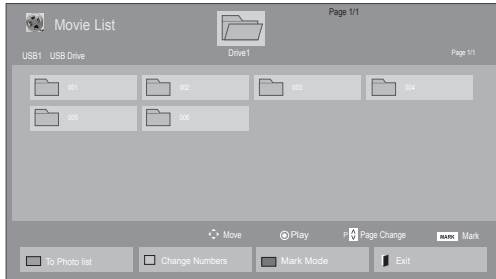 Page 1/1
Movie List
Drive1
USB1 USB Drive
Page 1/1
001 002 003 004
005 006
Move Play P Page Change MARK Mark
To Photo list Change Numbers Mark Mode Exit